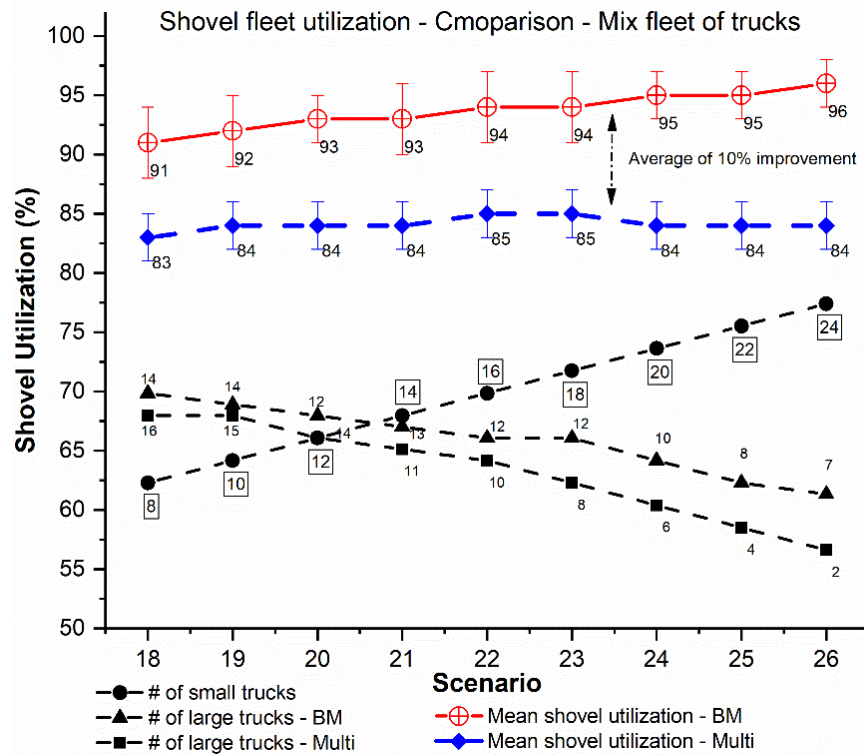 Shovel fleet utilization - Cmoparison - Mix fleet of trucks
Shovel Utilization (%)
100
95
90
85
80
75
70
65
60
55
50
91 92 93 93 94 94 95 95 96
Average of 10% improvement
83 84 84 84 85 85 84 84 84
14 14 12 13 12 12 10 8 7
16 15 14 11 10 8 6 4 2
8 10 12 14 16 18 20 22 24
18 19 20 21 22 23 24 25 26
Scenario
# of small trucks
# of large trucks - BM
# of large trucks - Multi
Mean shovel utilization - BM
Mean shovel utilization - Multi